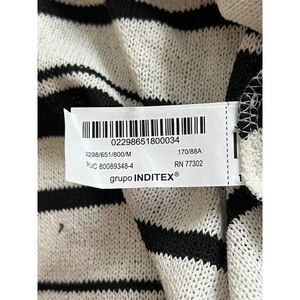 02298651800034
2298/651/800/M 170/88A
RUC 80089348-4 RN 77302
grupo INDITEX®